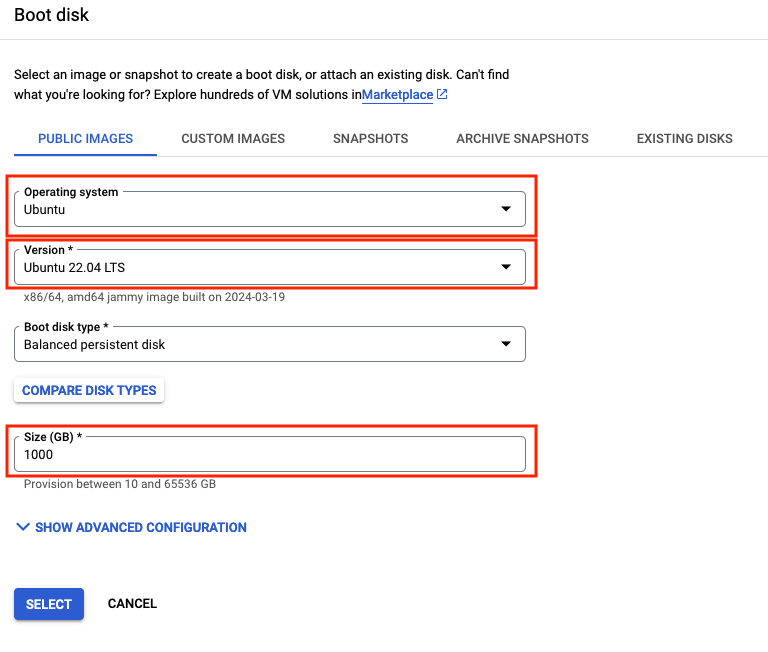 Boot disk
Select an image or snapshot to create a boot disk, or attach an existing disk. Can't find
what you're looking for? Explore hundreds of VM solutions inMarketplace
PUBLIC IMAGES CUSTOM IMAGES SNAPSHOTS ARCHIVE SNAPSHOTS EXISTING DISKS
Operating system
Ubuntu
Version *
Ubuntu 22.04 LTS
x86/64, amd64 jammy image built on 2024-03-19
Boot disk type *
Balanced persistent disk
COMPARE DISK TYPES
Size (GB) *
1000
Provision between 10 and 65536 GB
SHOW ADVANCED CONFIGURATION
SELECT CANCEL